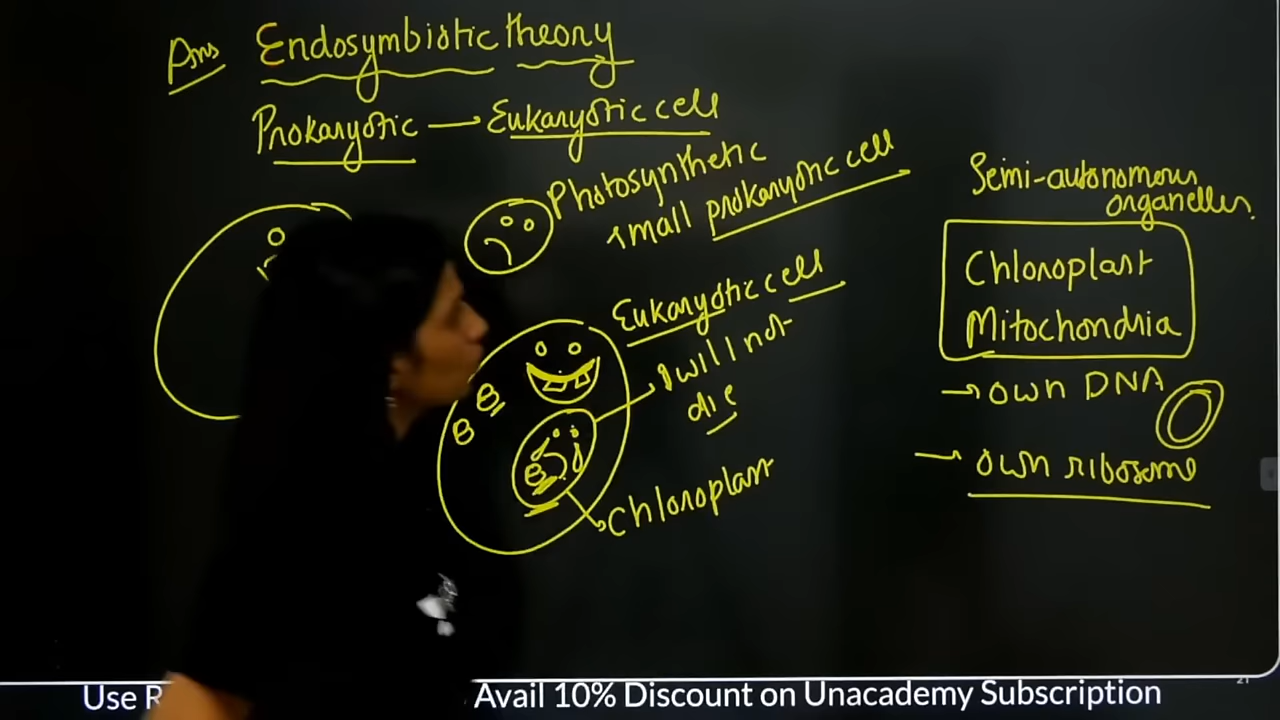 Ans Endosymbiotic theory
Prokaryotic — Eukaryotic cell
Photosynthetic
small prokaryotic cell
Eukaryotic cell
I will not
die
Chloroplast
Semi-autonomous
organelles.
Chloroplast
Mitochondria
→ own DNA
→ own ribosome
Use R
Avail 10% Discount on Unacademy Subscription
21